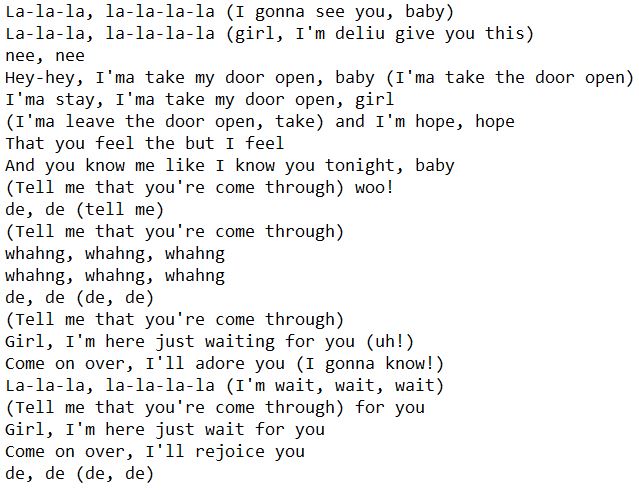 La-la-la, la-la-la-la (I gonna see you, baby)
La-la-la, la-la-la-la (girl, I'm deliu give you this)
nee, nee
Hey-hey, I'ma take my door open, baby (I'ma take the door open)
I'ma stay, I'ma take my door open, girl
(I'ma leave the door open, take) and I'm hope, hope
That you feel the but I feel
And you know me like I know you tonight, baby
(Tell me that you're come through) woo!
de, de (tell me)
(Tell me that you're come through)
whahng, whahng, whahng
whahng, whahng, whahng
de, de (de, de)
(Tell me that you're come through)
Girl, I'm here just waiting for you (uh!)
Come on over, I'll adore you (I gonna know!)
La-la-la, la-la-la-la (I'm wait, wait, wait)
(Tell me that you're come through) for you
Girl, I'm here just wait for you
Come on over, I'll rejoice you
de, de (de, de)